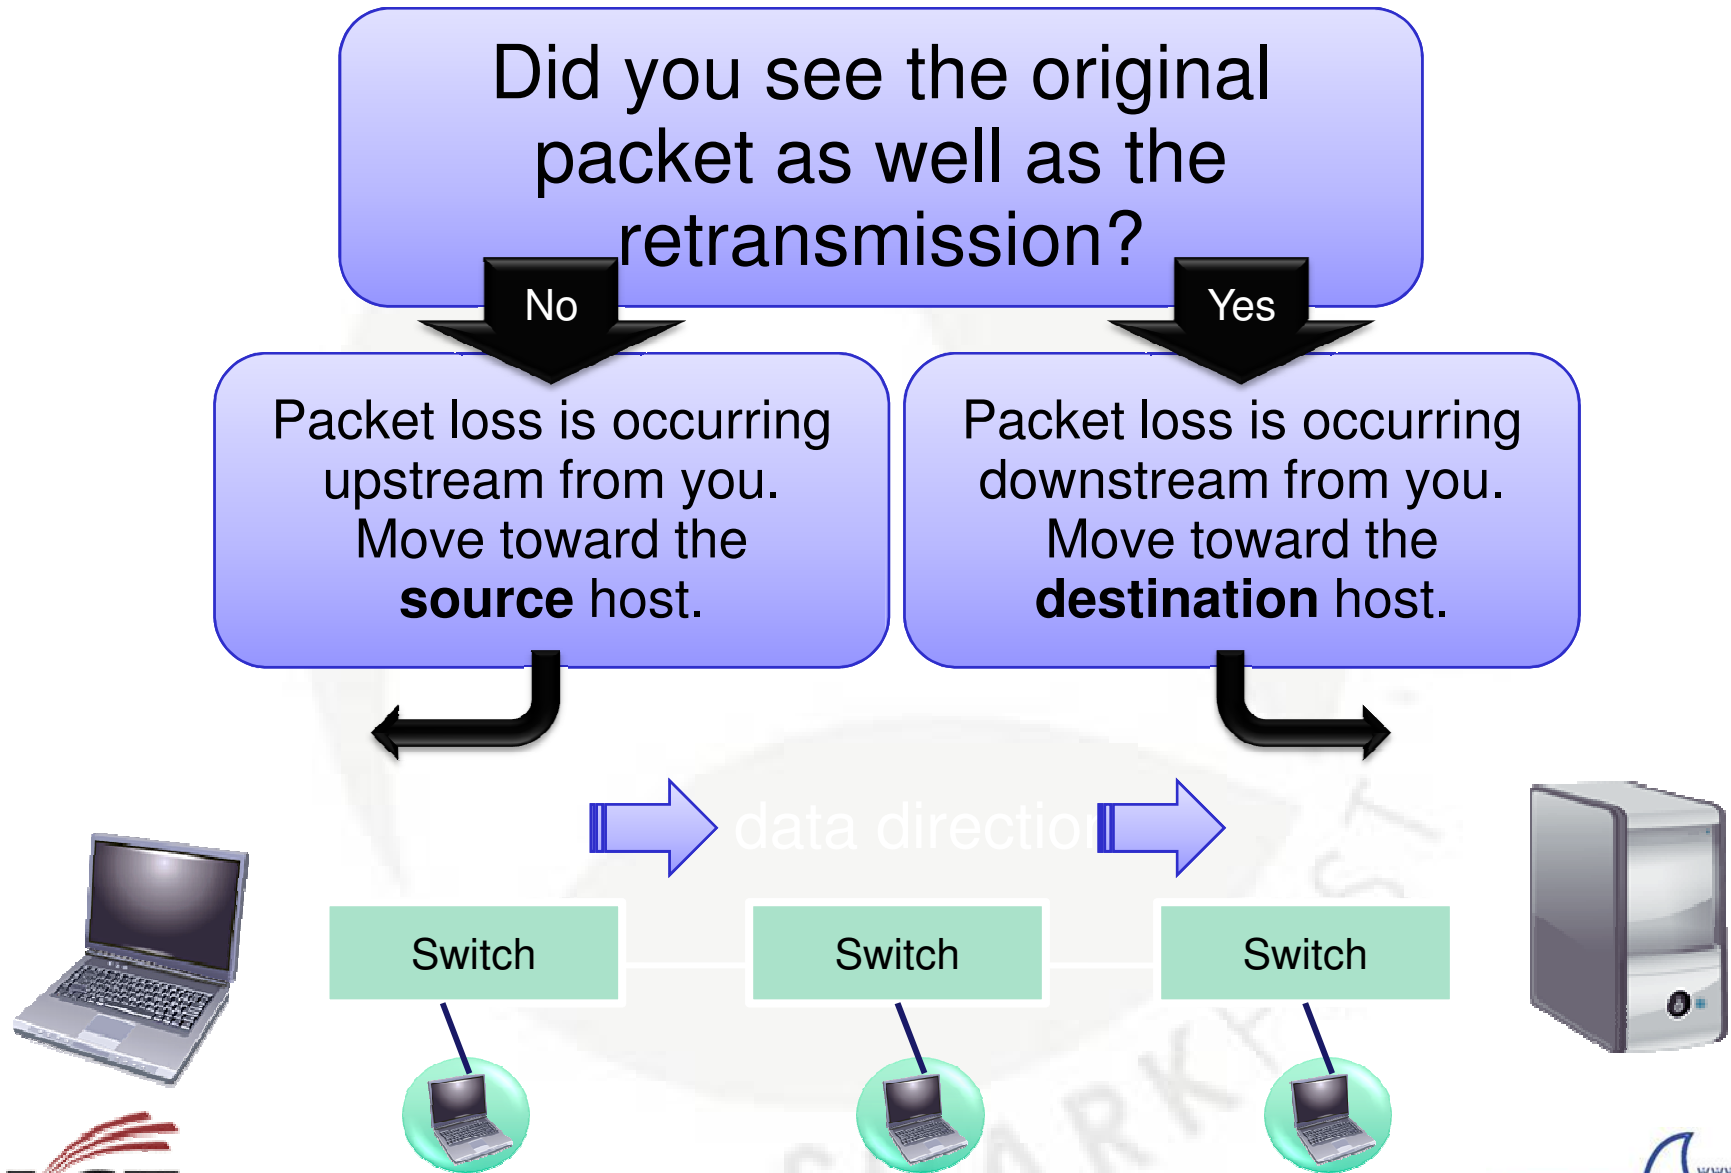 Did you see the original
packet as well as the
retransmission?
No
Yes
Packet loss is occurring
upstream from you.
Move toward the
source host.
Packet loss is occurring
downstream from you.
Move toward the
destination host.
data direction
Switch
Switch
Switch